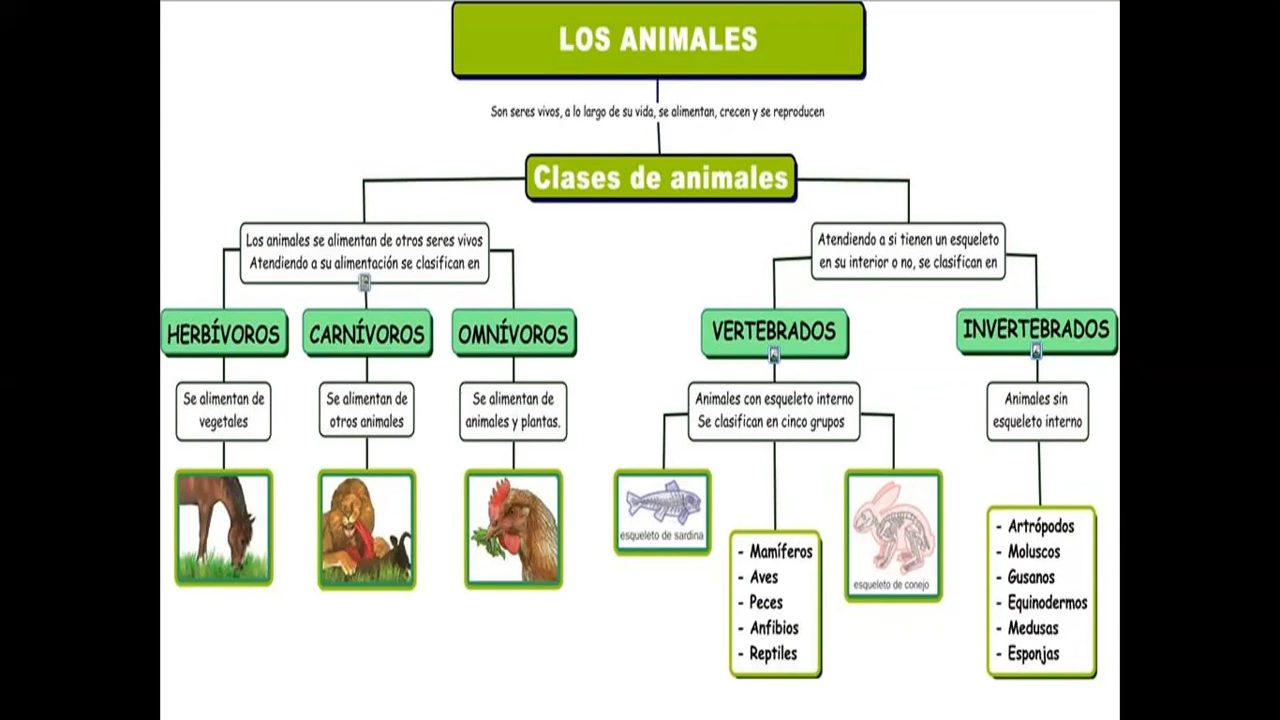 LOS ANIMALES
Son seres vivos, a lo largo de su vida, se alimentan, crecen y se reproducen
Clases de animales
Los animales se alimentan de otros seres vivos
Atendiendo a su alimentación se clasifican en
HERBÍVOROS
Se alimentan de
vegetales
CARNÍVOROS
Se alimentan de
otros animales
OMNÍVOROS
Se alimentan de
animales y plantas.
Atendiendo a si tienen un esqueleto
en su interior o no, se clasifican en
VERTEBRADOS
Animales con esqueleto interno
Se clasifican en cinco grupos
esqueleto de sardina
- Mamíferos
- Aves
- Peces
- Anfibios
- Reptiles
esqueleto de conejo
INVERTEBRADOS
Animales sin
esqueleto interno
- Artrópodos
- Moluscos
- Gusanos
- Equinodermos
- Medusas
- Esponjas